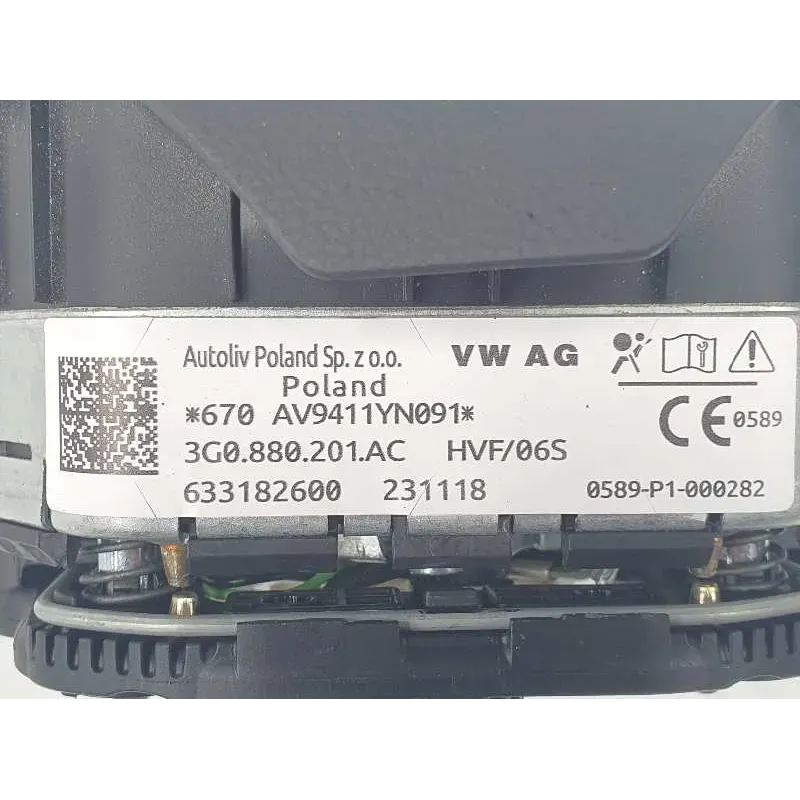 Autoliv Poland Sp. z o.o. VW AG
Poland
*670 AV9411YN091*
CE 0589
3G0.880.201.AC HVF/06S
633182600 231118 0589-P1-000282